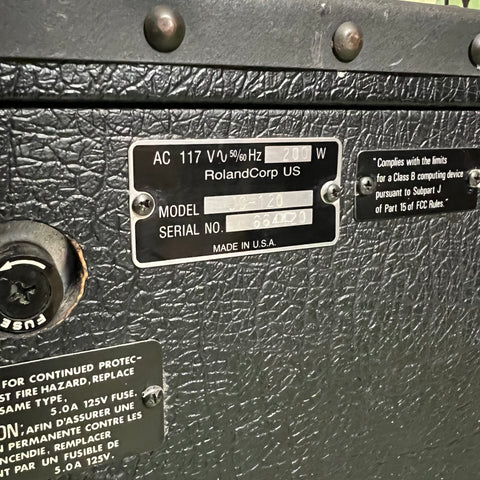 AC 117 V∿ 50/60 Hz 200 W
RolandCorp US
MODEL JC-120
SERIAL NO.
MADE IN U.S.A.
"Complies with the limits
for a Class B computing device
pursuant to Subpart J
of Part 15 of FCC Rules."
FUSE
FOR CONTINUED PROTEC-
ST FIRE HAZARD, REPLACE
SAME TYPE,
5.0A 125V FUSE.
ON: AFIN D'ASSURER UNE
N PERMANENTE CONTRE LES
NCENDIE, REMPLACER
NT PAR UN FUSIBLE DE
5.0A 125V.